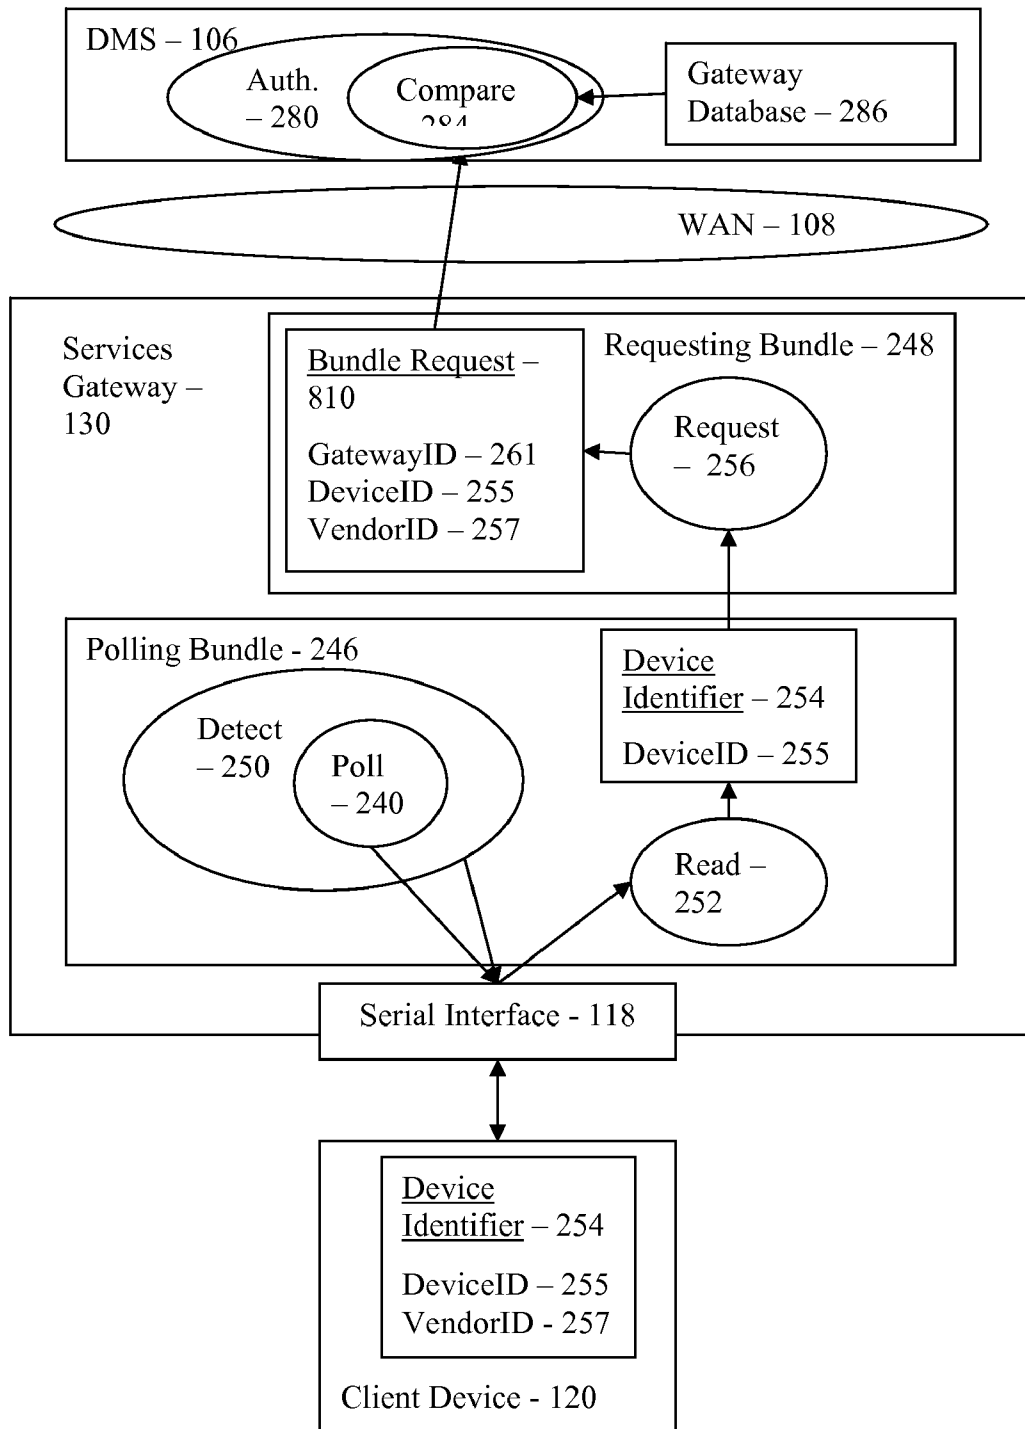 DMS – 106
Auth.
– 280
Compare
284
Gateway
Database – 286
WAN – 108
Services
Gateway –
130
Requesting Bundle – 248
Bundle Request –
810
GatewayID – 261
DeviceID – 255
VendorID – 257
Request
– 256
Polling Bundle - 246
Detect
– 250
Poll
– 240
Device
Identifier – 254
DeviceID – 255
Read –
252
Serial Interface - 118
Device
Identifier – 254
DeviceID – 255
VendorID - 257
Client Device - 120